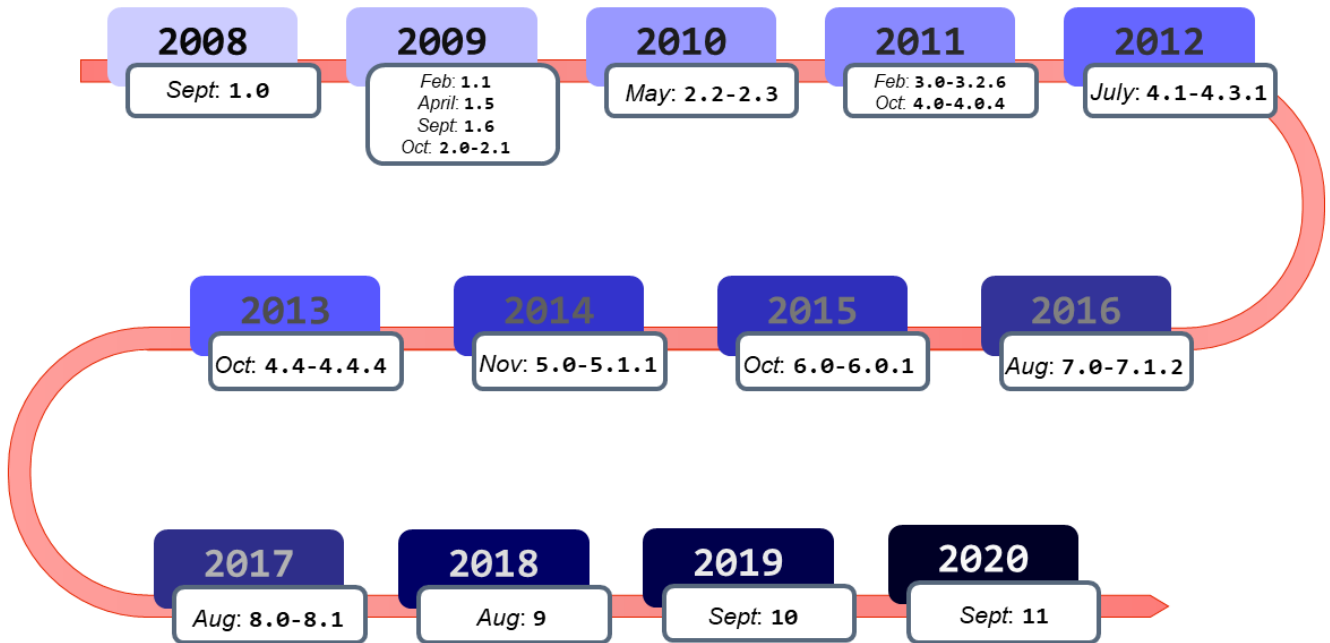 2008
Sept: 1.0
2009
Feb: 1.1
April: 1.5
Sept: 1.6
Oct: 2.0-2.1
2010
May: 2.2-2.3
2011
Feb: 3.0-3.2.6
Oct: 4.0-4.0.4
2012
July: 4.1-4.3.1
2013
Oct: 4.4-4.4.4
2014
Nov: 5.0-5.1.1
2015
Oct: 6.0-6.0.1
2016
Aug: 7.0-7.1.2
2017
Aug: 8.0-8.1
2018
Aug: 9
2019
Sept: 10
2020
Sept: 11